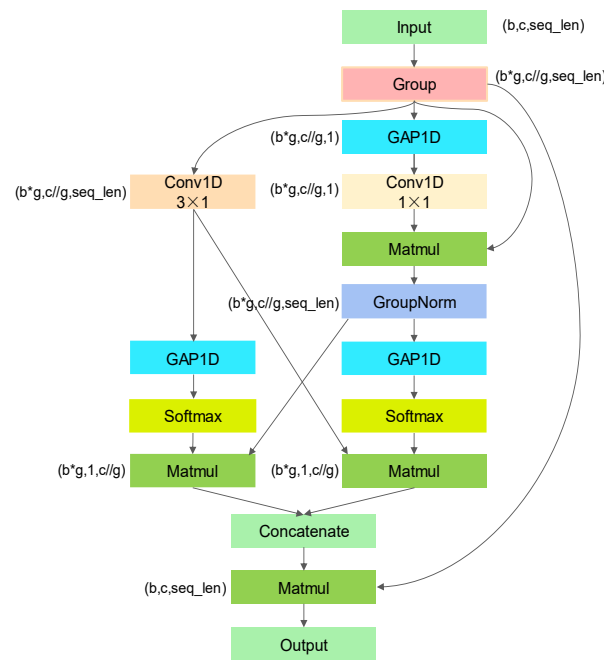 Input
(b,c,seq_len)
Group
(b*g,c//g,seq_len)
(b*g,c//g,1)
GAP1D
(b*g,c//g,seq_len)
Conv1D
3×1
(b*g,c//g,1)
Conv1D
1×1
Matmul
(b*g,c//g,seq_len)
GroupNorm
GAP1D
GAP1D
Softmax
Softmax
(b*g,1,c//g)
Matmul
(b*g,1,c//g)
Matmul
Concatenate
(b,c,seq_len)
Matmul
Output